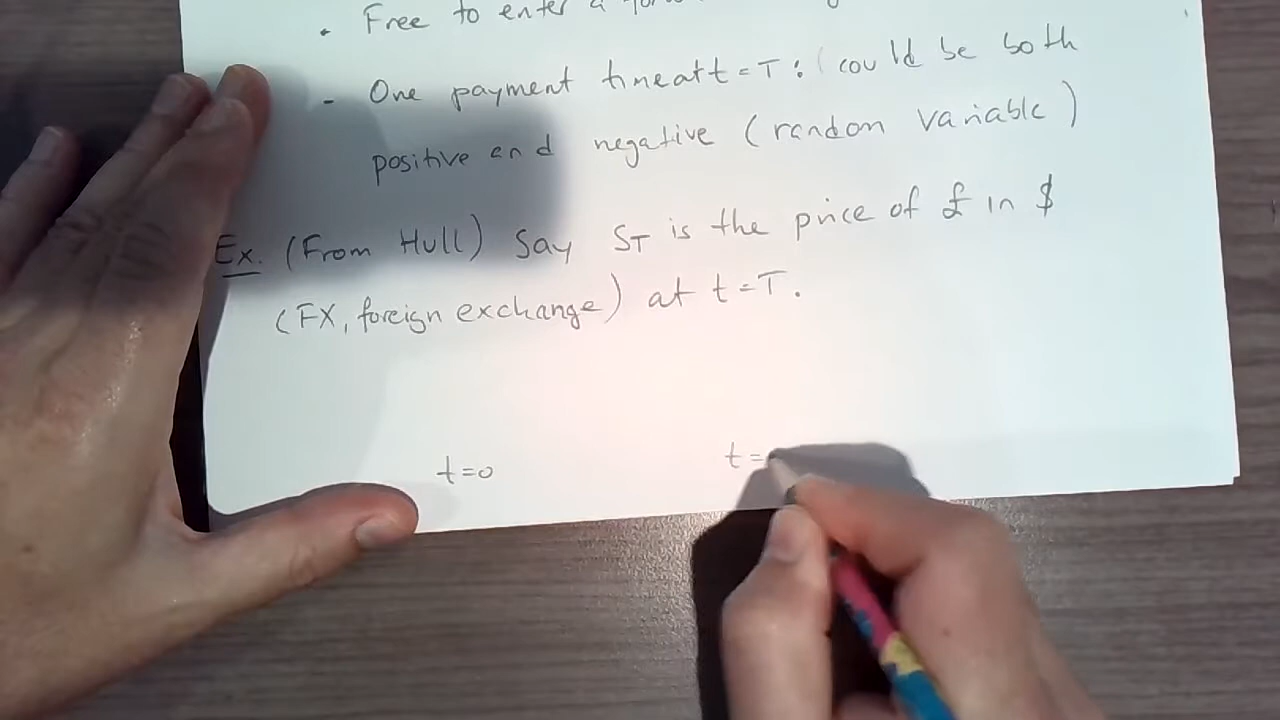 • Free to enter a
- One payment time at t = T : could be both
positive and negative (random variable)
Ex. (From Hull) Say S_T is the price of £ in $
(FX, foreign exchange) at t = T.
t = 0 t =